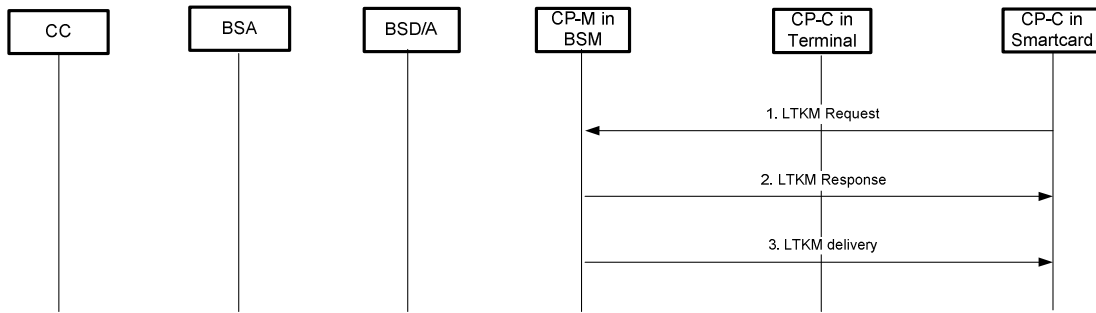 CC
BSA
BSD/A
CP-M in
BSM
CP-C in
Terminal
CP-C in
Smartcard
1. LTKM Request
2. LTKM Response
3. LTKM delivery